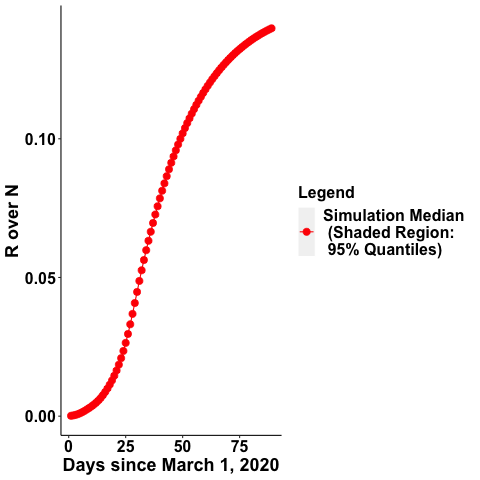 R over N
0.10
0.05
0.00
0
25
50
75
Days since March 1, 2020
Legend
Simulation Median
(Shaded Region:
95% Quantiles)